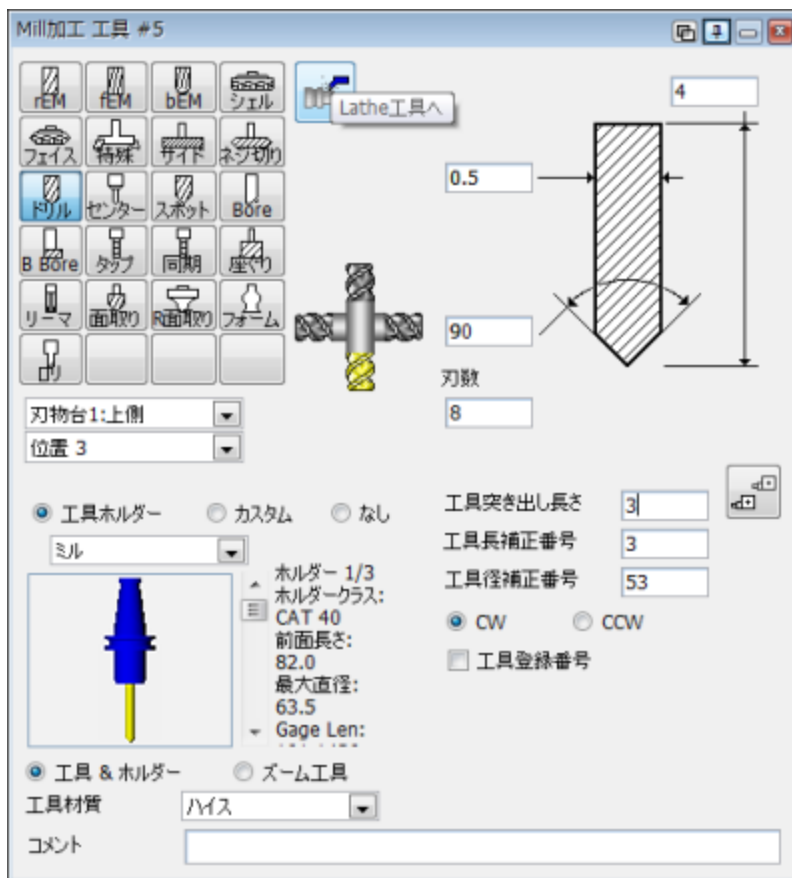 Mill加工 工具 #5
rEM fEM bEM シェル
Lathe工具へ
4
フェイス 特殊 サイド ネジ切り
0.5
ドリル センター スポット Bore
B Bore タップ 同期 座ぐり
リーマ 面取り R面取り フォーム
90
刃数
8
刃物台1:上側
位置 3
工具ホルダー カスタム なし
ミル
ホルダー 1/3
ホルダークラス:
CAT 40
前面長さ:
82.0
最大直径:
63.5
Gage Len:
工具突き出し長さ 3
工具長補正番号 3
工具径補正番号 53
CW CCW
工具登録番号
工具 & ホルダー ズーム工具
工具材質 ハイス
コメント